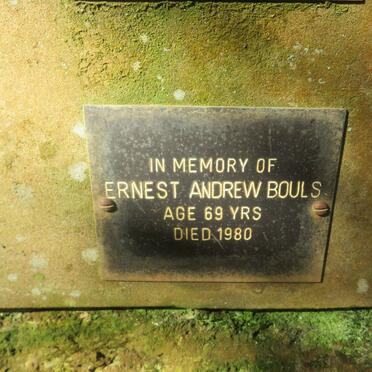 IN MEMORY OF
ERNEST ANDREW BOULS
AGE 69 YRS
DIED 1980